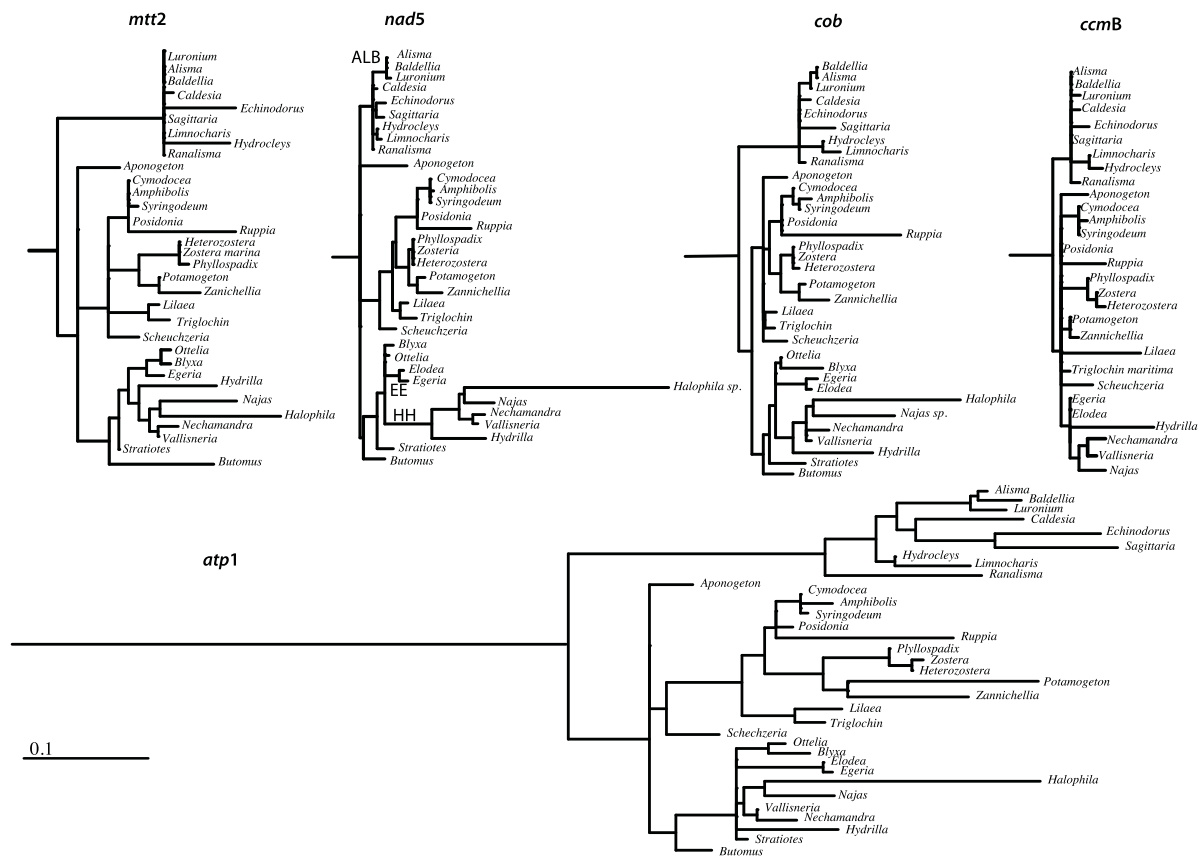 mtt2
Luronium
Alisma
Baldellia
Caldesia
Echinodorus
Sagittaria
Limnocharis
Hydrocleys
Ranalisma
Aponogeton
Cymodocea
Amphibolis
Syringodeum
Posidonia
Ruppia
Heterozostera
Zostera marina
Phyllospadix
Potamogeton
Zanichellia
Lilaea
Triglochin
Scheuchzeria
Ottelia
Blyxa
Egeria
Hydrilla
Najas
Halophila
Nechamandra
Vallisneria
Stratiotes
Butomus
nad5
ALB
Alisma
Baldellia
Luronium
Caldesia
Echinodorus
Sagittaria
Hydrocleys
Limnocharis
Ranalisma
Aponogeton
Cymodocea
Amphibolis
Syringodeum
Posidonia
Ruppia
Phyllospadix
Zosteria
Heterozostera
Potamogeton
Zannichellia
Lilaea
Triglochin
Scheuchzeria
Blyxa
Ottelia
Elodea
Egeria
EE
Halophila sp.
Najas
HH
Nechamandra
Vallisneria
Hydrilla
Stratiotes
Butomus
cob
Baldellia
Alisma
Luronium
Caldesia
Echinodorus
Sagittaria
Hydrocleys
Limnocharis
Ranalisma
Aponogeton
Cymodocea
Amphibolis
Syringodeum
Posidonia
Ruppia
Phyllospadix
Zostera
Heterozostera
Potamogeton
Zannichellia
Lilaea
Triglochin
Scheuchzeria
Ottelia
Blyxa
Egeria
Elodea
Halophila
Najas sp.
Nechamandra
Vallisneria
Hydrilla
Stratiotes
Butomus
ccmB
Alisma
Baldellia
Luronium
Caldesia
Echinodorus
Sagittaria
Limnocharis
Hydrocleys
Ranalisma
Aponogeton
Cymodocea
Amphibolis
Syringodeum
Posidonia
Ruppia
Phyllospadix
Zostera
Heterozostera
Potamogeton
Zannichellia
Lilaea
Triglochin maritima
Scheuchzeria
Egeria
Elodea
Hydrilla
Nechamandra
Vallisneria
Najas
atp1
Alisma
Baldellia
Luronium
Caldesia
Echinodorus
Sagittaria
Hydrocleys
Limnocharis
Ranalisma
Aponogeton
Cymodocea
Amphibolis
Syringodeum
Posidonia
Ruppia
Plyllospadix
Zostera
Heterozostera
Potamogeton
Zannichellia
Lilaea
Triglochin
Schechzeria
Ottelia
Blyxa
Elodea
Egeria
Halophila
Najas
Vallisneria
Nechamandra
Hydrilla
Stratiotes
Butomus
0.1